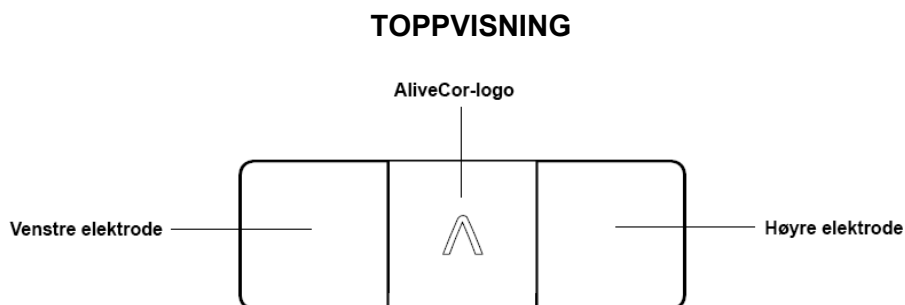 TOPPVISNING
AliveCor-logo
Venstre elektrode
Høyre elektrode